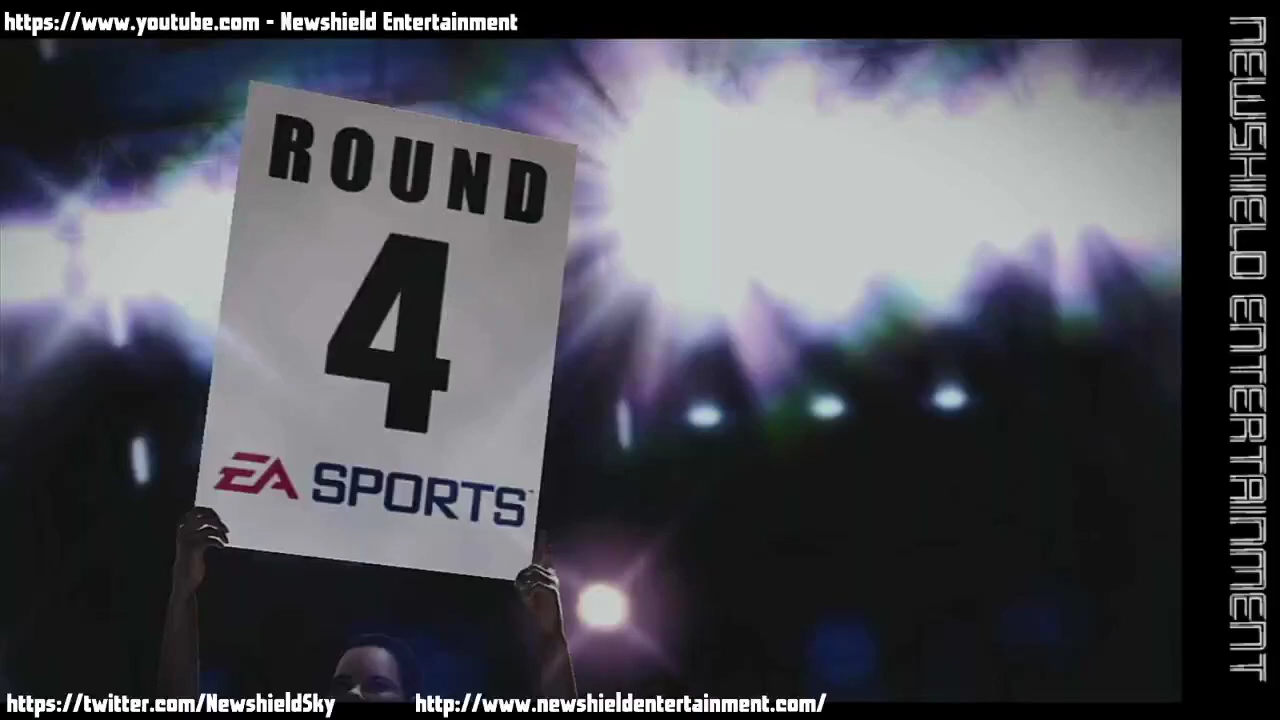 https://www.youtube.com - Newshield Entertainment
NEWSHIELD ENTERTAINMENT
ROUND
4
EA SPORTS
https://twitter.com/NewshieldSky
http://www.newshieldentertainment.com/